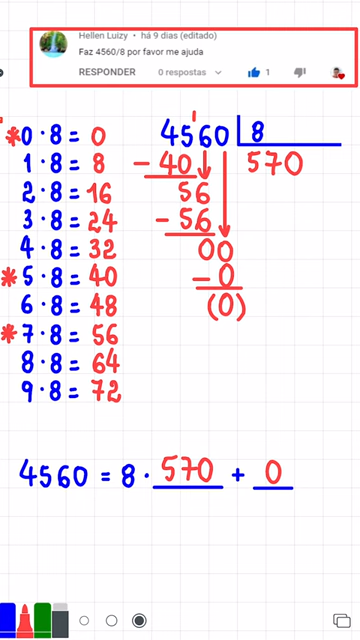 Hellen Luizy • há 9 dias (editado)
Faz 4560/8 por favor me ajuda
RESPONDER 0 respostas 1
* 0 · 8 = 0
1 · 8 = 8
2 · 8 = 16
3 · 8 = 24
4 · 8 = 32
* 5 · 8 = 40
6 · 8 = 48
* 7 · 8 = 56
8 · 8 = 64
9 · 8 = 72
4560 8
- 40 570
56
- 56
00
- 0
(0)
4560 = 8 · 570 + 0